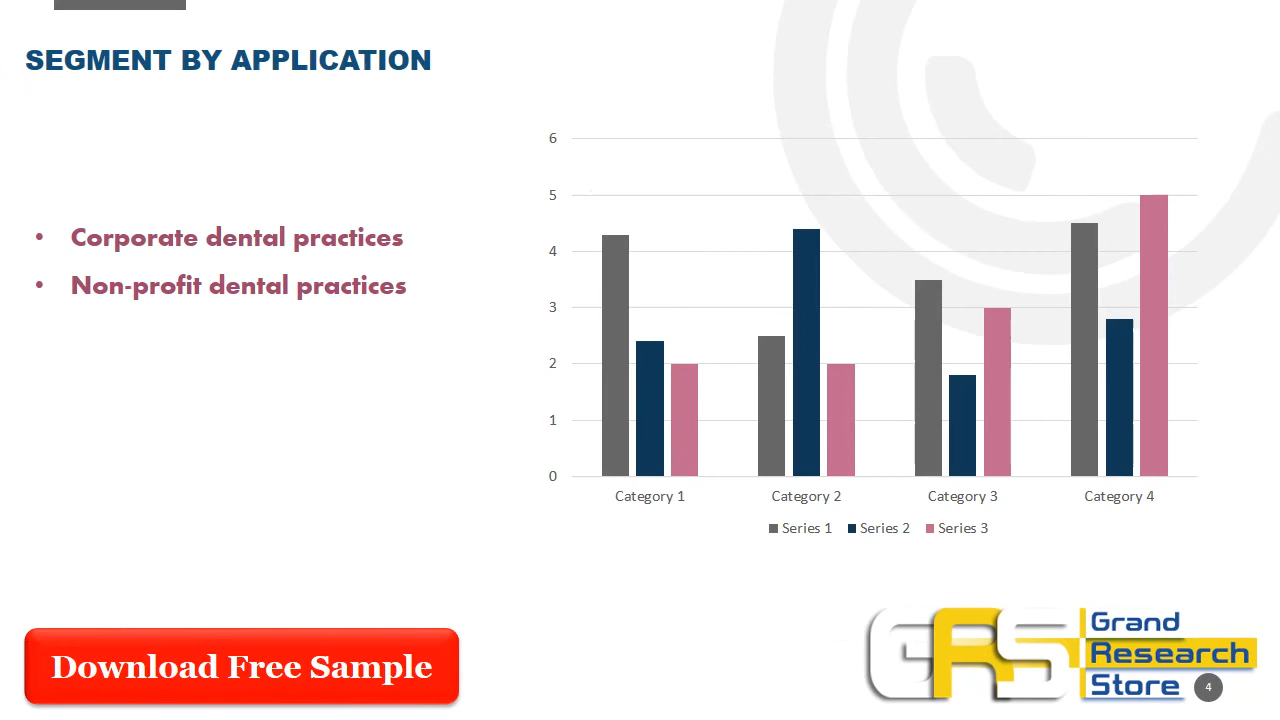 SEGMENT BY APPLICATION
• Corporate dental practices
• Non-profit dental practices
6
5
4
3
2
1
0
Category 1 Category 2 Category 3 Category 4
Series 1 Series 2 Series 3
Download Free Sample
GRS
Grand
Research
Store
4